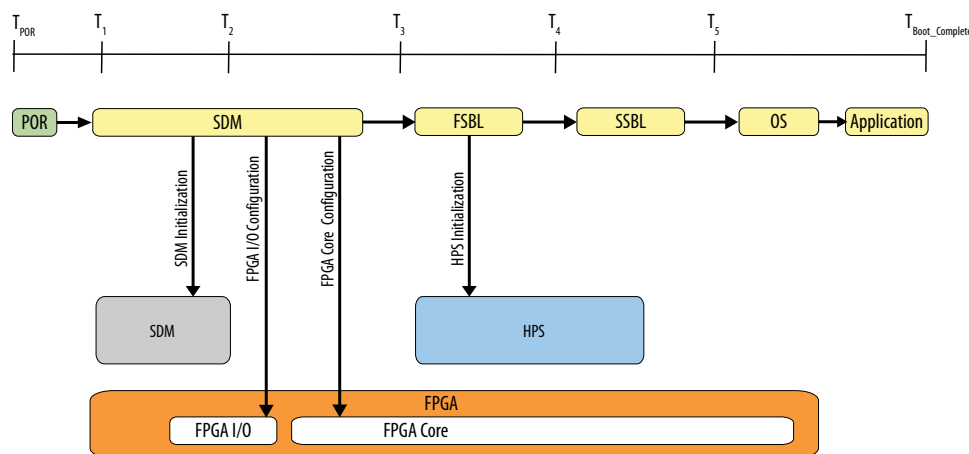 T_POR T_1 T_2 T_3 T_4 T_5 T_Boot_Complete
POR SDM FSBL SSBL OS Application
SDM Initialization
FPGA I/O Configuration
FPGA Core Configuration
HPS Initialization
SDM HPS
FPGA
FPGA I/O FPGA Core